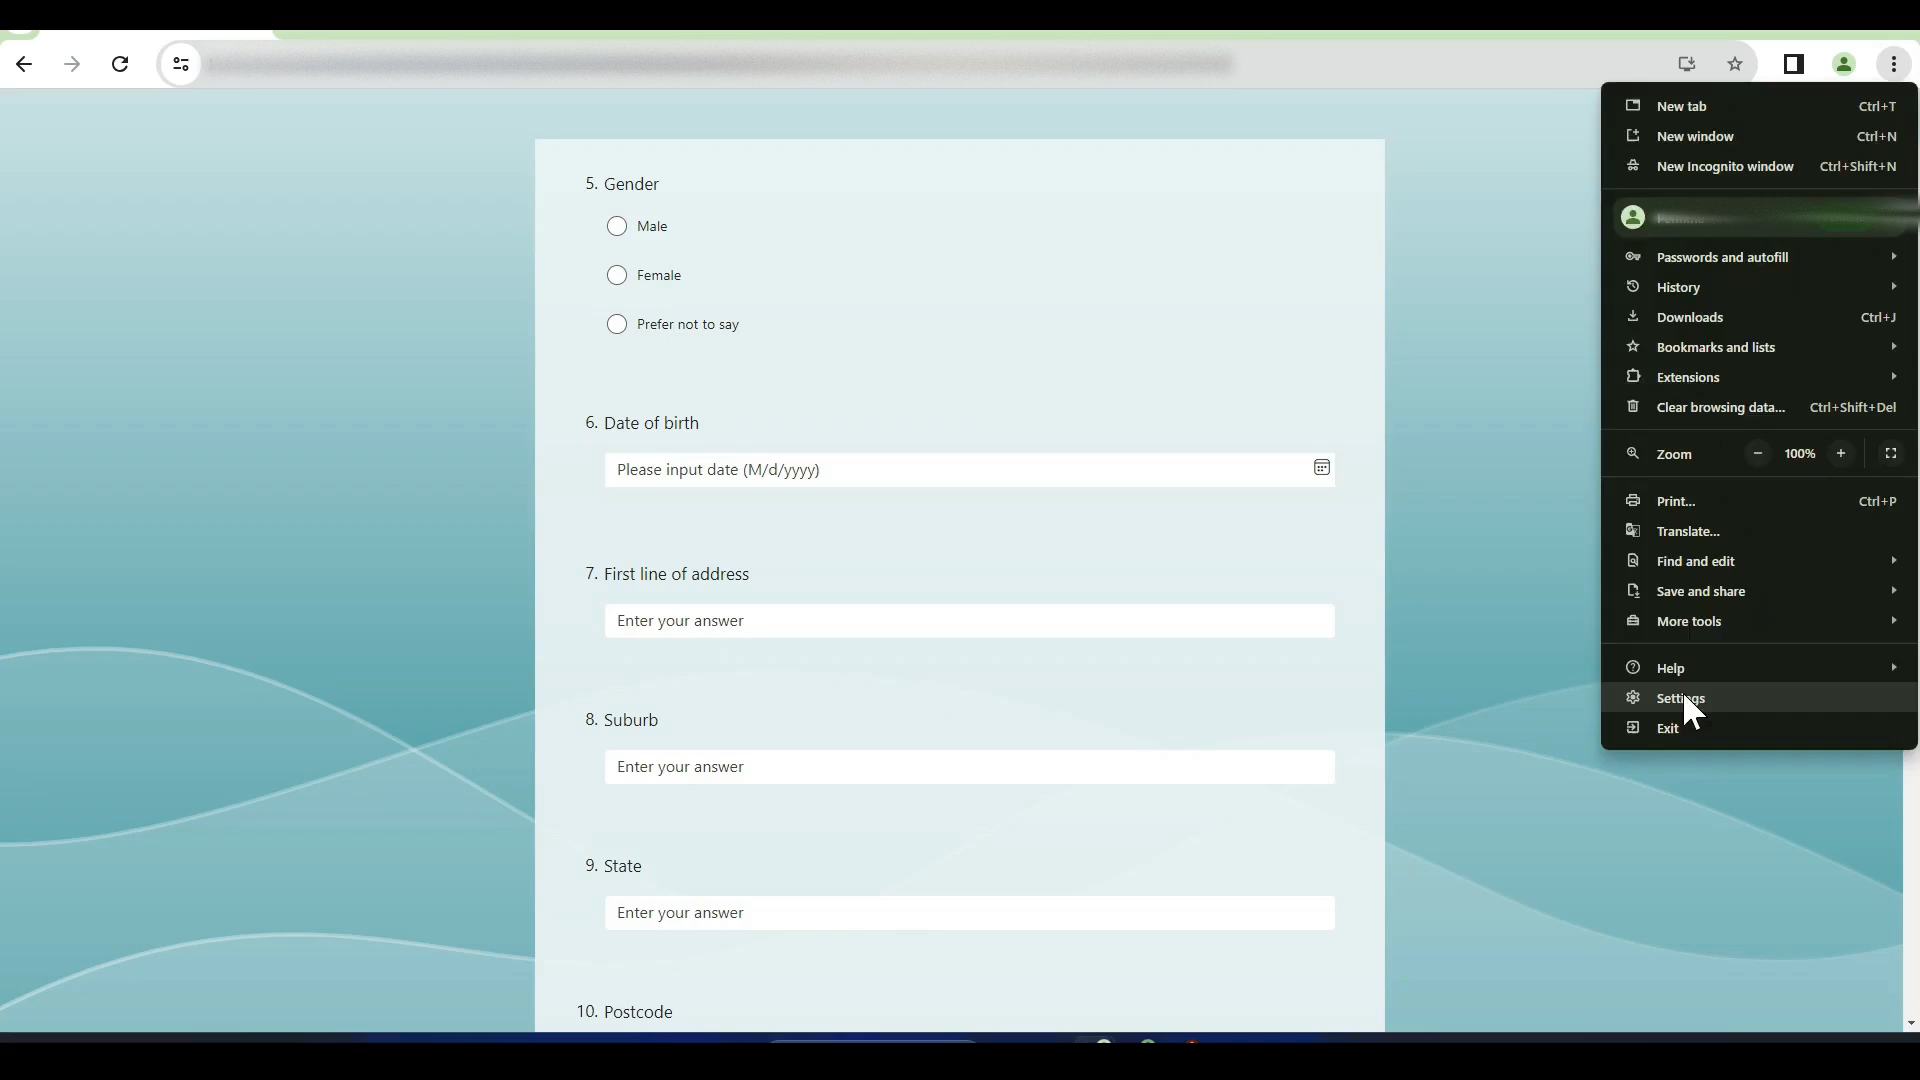 New tab Ctrl+T
New window Ctrl+N
New Incognito window Ctrl+Shift+N
Passwords and autofill
History
Downloads Ctrl+J
Bookmarks and lists
Extensions
Clear browsing data... Ctrl+Shift+Del
Zoom - 100% +
Print... Ctrl+P
Translate...
Find and edit
Save and share
More tools
Help
Settings
Exit
5. Gender
Male
Female
Prefer not to say
6. Date of birth
Please input date (M/d/yyyy)
7. First line of address
Enter your answer
8. Suburb
Enter your answer
9. State
Enter your answer
10. Postcode